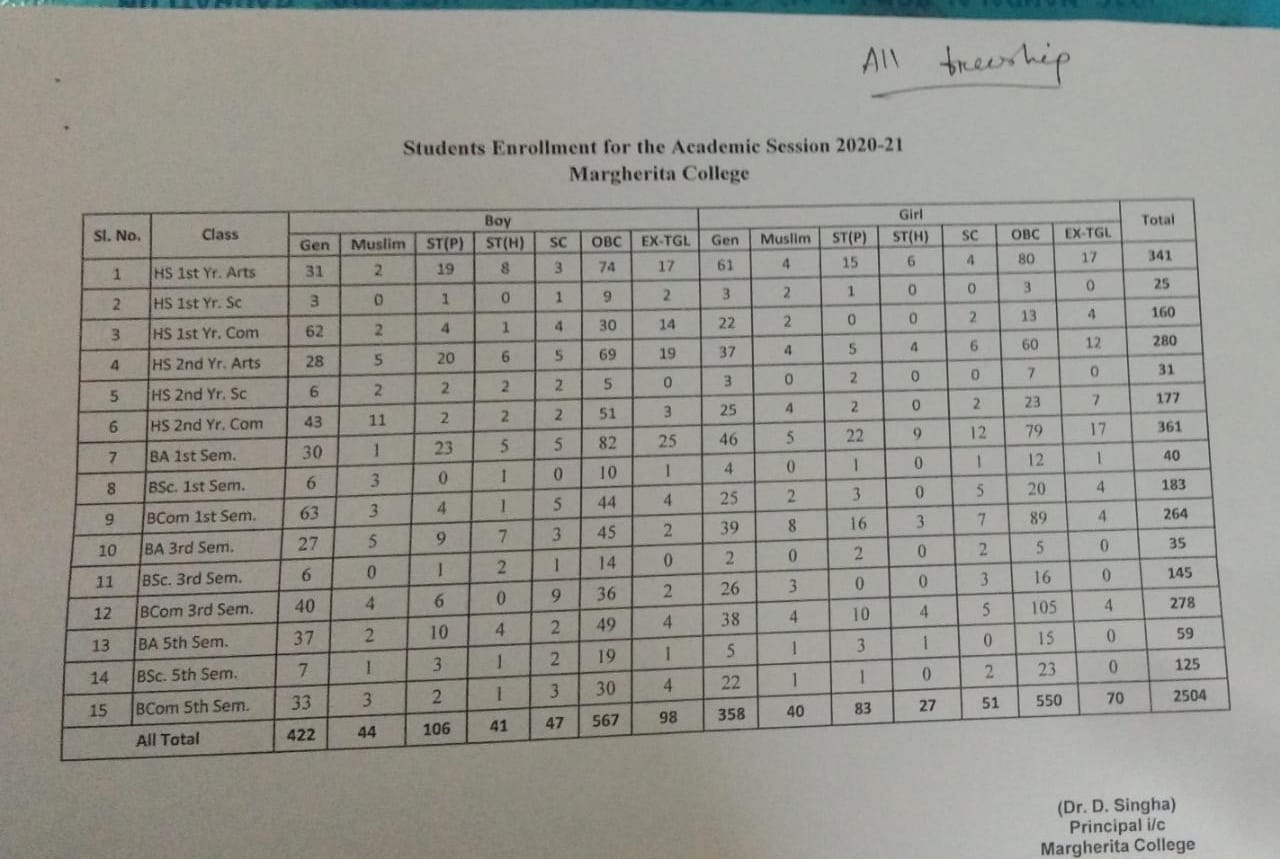 All freeship
Students Enrollment for the Academic Session 2020-21
Margherita College
Sl. No. Class Boy Girl Total
Gen Muslim ST(P) ST(H) SC OBC EX-TGL Gen Muslim ST(P) ST(H) SC OBC EX-TGL
1 HS 1st Yr. Arts 31 2 19 8 3 74 17 61 4 15 6 4 80 17 341
2 HS 1st Yr. Sc 3 0 1 0 1 9 2 3 2 1 0 0 3 0 25
3 HS 1st Yr. Com 62 2 4 1 4 30 14 22 2 0 0 2 13 4 160
4 HS 2nd Yr. Arts 28 5 20 6 5 69 19 37 4 5 4 6 60 12 280
5 HS 2nd Yr. Sc 6 2 2 2 2 5 0 3 0 2 0 0 7 0 31
6 HS 2nd Yr. Com 43 11 2 2 2 51 3 25 4 2 0 2 23 7 177
7 BA 1st Sem. 30 1 23 5 5 82 25 46 5 22 9 12 79 17 361
8 BSc. 1st Sem. 6 3 0 1 0 10 1 4 0 1 0 1 12 1 40
9 BCom 1st Sem. 63 3 4 1 5 44 4 25 2 3 0 5 20 4 183
10 BA 3rd Sem. 27 5 9 7 3 45 2 39 8 16 3 7 89 4 264
11 BSc. 3rd Sem. 6 0 1 2 1 14 0 2 0 2 0 2 5 0 35
12 BCom 3rd Sem. 40 4 6 0 9 36 2 26 3 0 0 3 16 0 145
13 BA 5th Sem. 37 2 10 4 2 49 4 38 4 10 4 5 105 4 278
14 BSc. 5th Sem. 7 1 3 1 2 19 1 5 1 3 1 0 15 0 59
15 BCom 5th Sem. 33 3 2 1 3 30 4 22 1 1 0 2 23 0 125
All Total 422 44 106 41 47 567 98 358 40 83 27 51 550 70 2504
(Dr. D. Singha)
Principal i/c
Margherita College